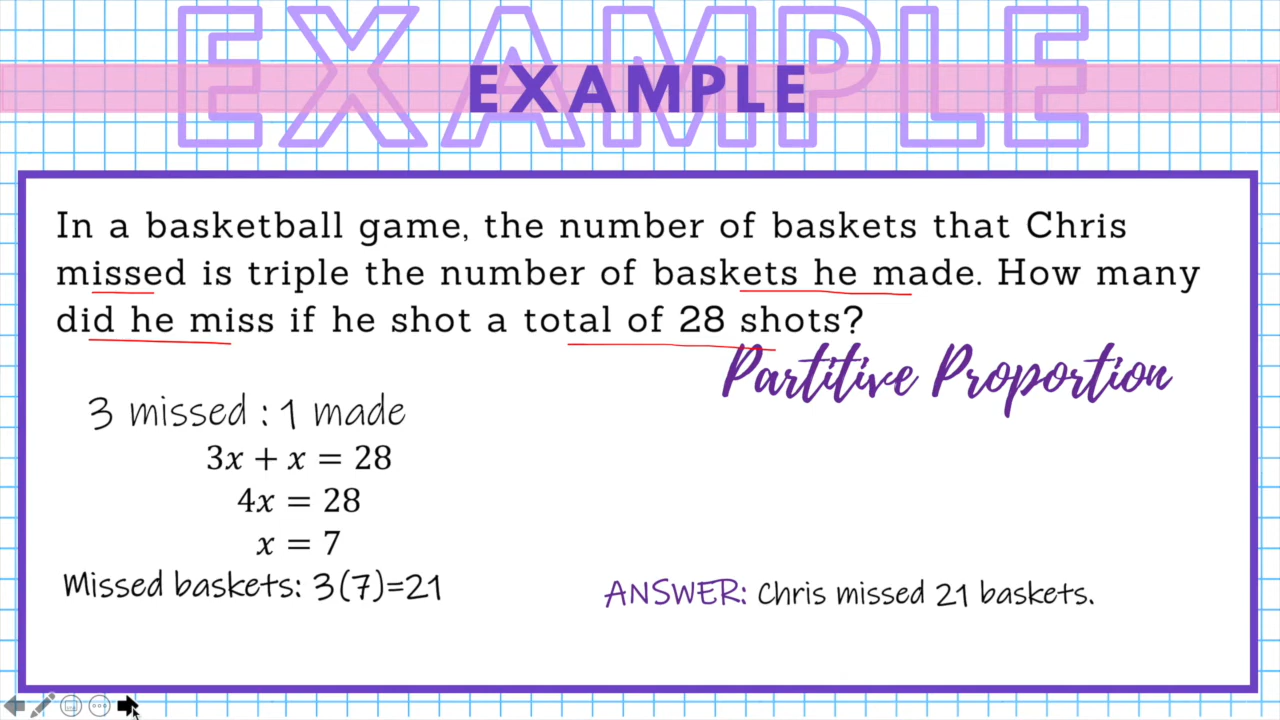 EXAMPLE
EXAMPLE
In a basketball game, the number of baskets that Chris
missed is triple the number of baskets he made. How many
did he miss if he shot a total of 28 shots?
Partitive Proportion
3 missed : 1 made
3x + x = 28
4x = 28
x = 7
Missed baskets: 3(7)=21
ANSWER: Chris missed 21 baskets.